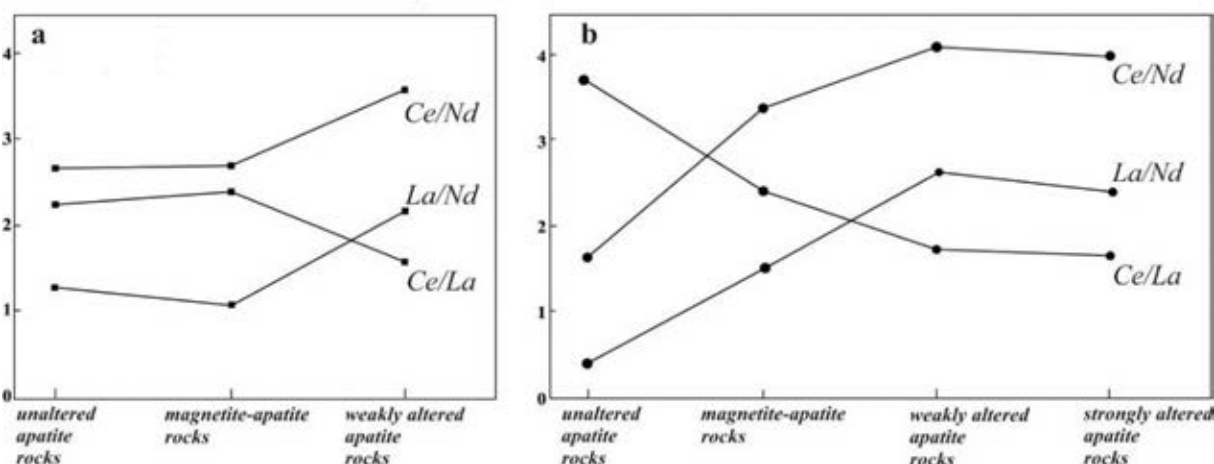 a
4
3
2
1
0
Ce/Nd
La/Nd
Ce/La
unaltered
apatite
rocks
magnetite-apatite
rocks
weakly altered
apatite
rocks
b
4
3
2
1
0
Ce/Nd
La/Nd
Ce/La
unaltered
apatite
rocks
magnetite-apatite
rocks
weakly altered
apatite
rocks
strongly altered
apatite
rocks